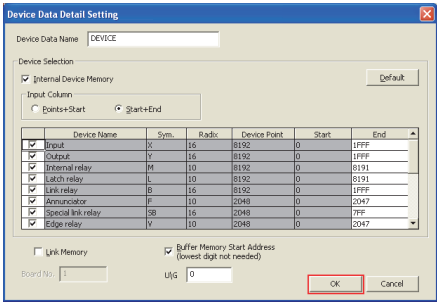 Device Data Detail Setting
Device Data Name DEVICE
Device Selection
Internal Device Memory Default
Input Column
Points+Start Start+End
Device Name Sym. Radix Device Point Start End
Input X 16 8192 0 1FFF
Output Y 16 8192 0 1FFF
Internal relay M 10 8192 0 8191
Latch relay L 10 8192 0 8191
Link relay B 16 8192 0 1FFF
Annunciator F 10 2048 0 2047
Special link relay SB 16 2048 0 7FF
Edge relay V 10 2048 0 2047
Link Memory Buffer Memory Start Address
(lowest digit not needed)
Board No. 1 U\G 0
OK Cancel